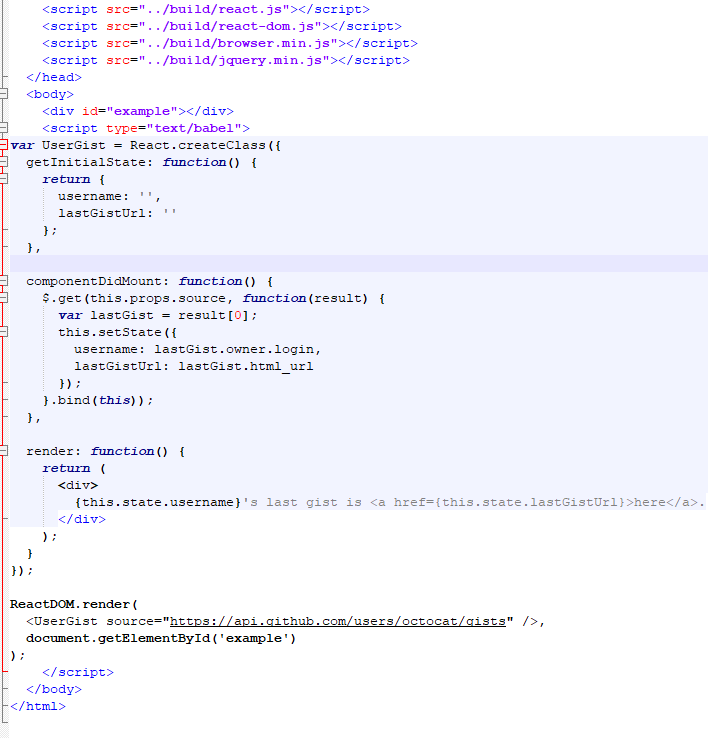 <script src="../build/react.js"></script>
<script src="../build/react-dom.js"></script>
<script src="../build/browser.min.js"></script>
<script src="../build/jquery.min.js"></script>
</head>
<body>
<div id="example"></div>
<script type="text/babel">
var UserGist = React.createClass({
getInitialState: function() {
return {
username: '',
lastGistUrl: ''
};
},
componentDidMount: function() {
$.get(this.props.source, function(result) {
var lastGist = result[0];
this.setState({
username: lastGist.owner.login,
lastGistUrl: lastGist.html_url
});
}.bind(this));
},
render: function() {
return (
<div>
{this.state.username}'s last gist is <a href={this.state.lastGistUrl}>here</a>.
</div>
);
}
});
ReactDOM.render(
<UserGist source="https://api.github.com/users/octocat/gists" />,
document.getElementById('example')
);
</script>
</body>
</html>